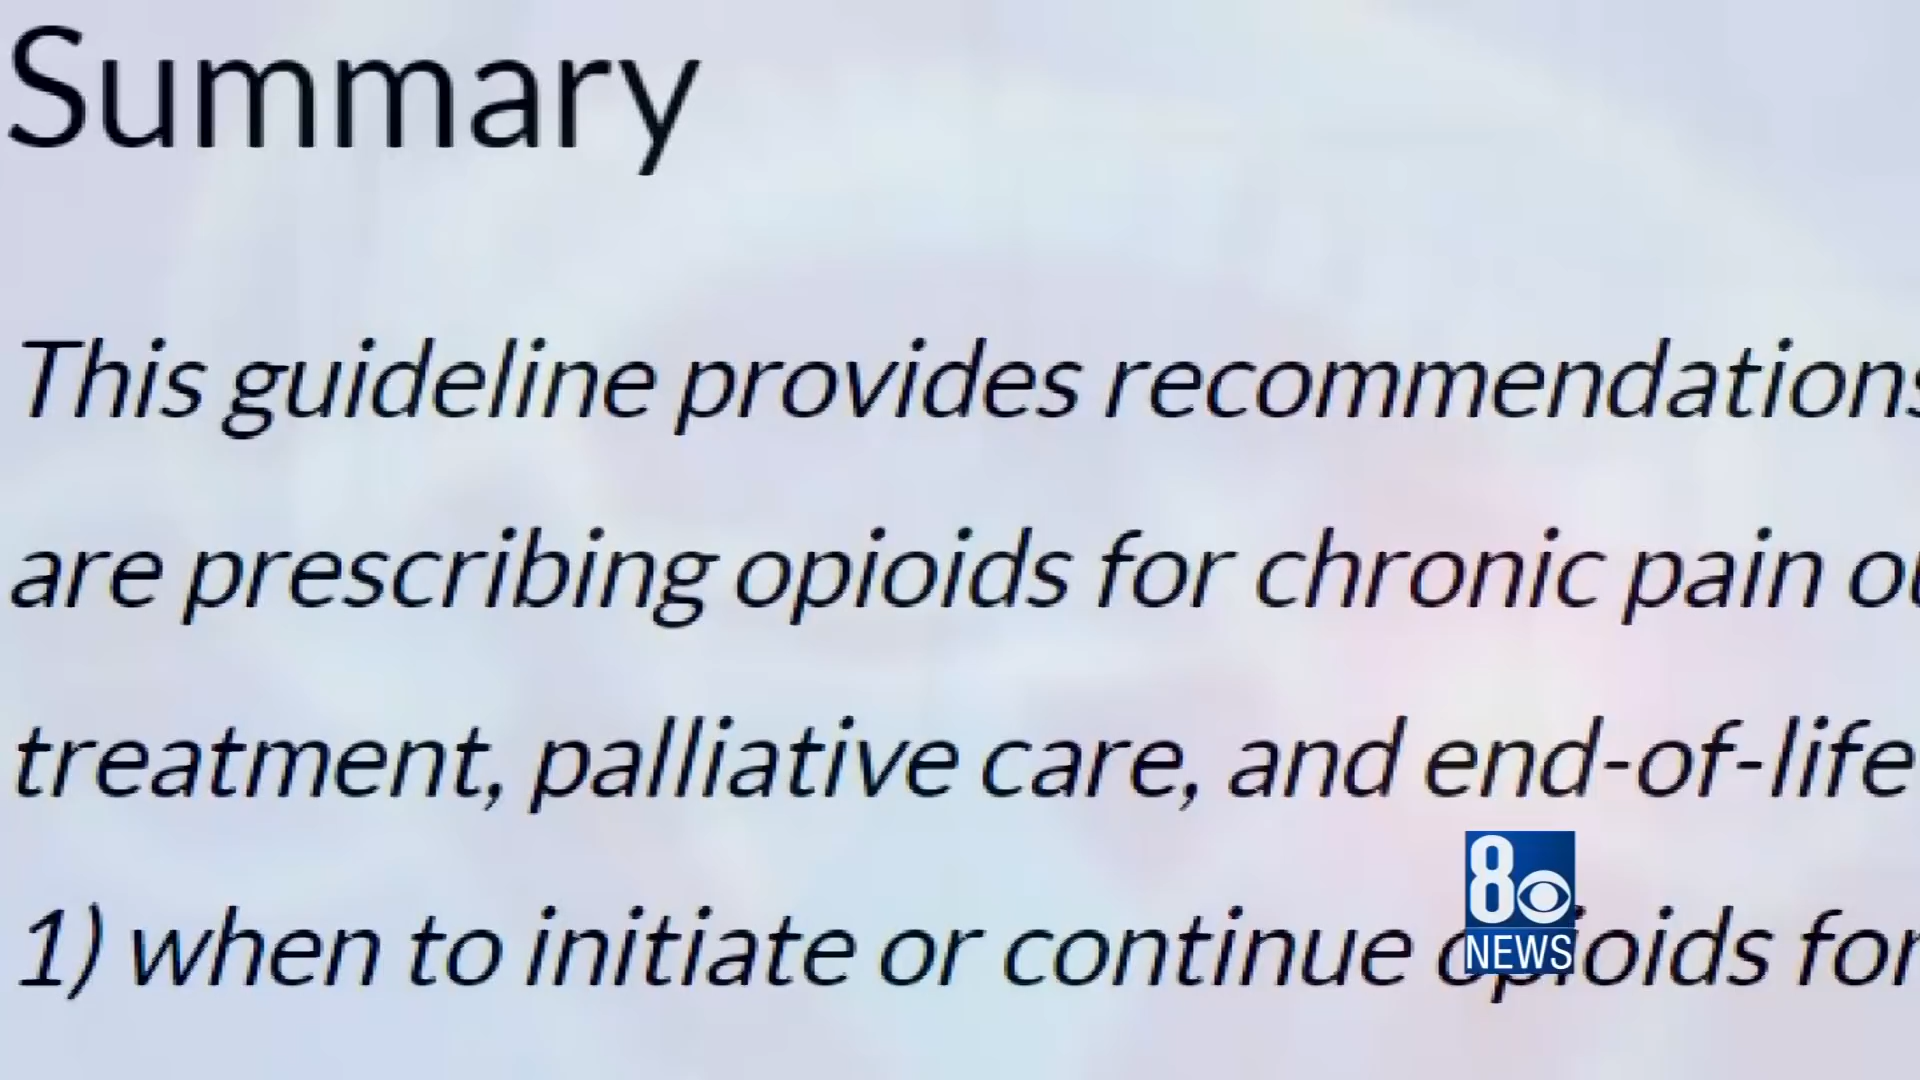 Summary
This guideline provides recommendations
are prescribing opioids for chronic pain
treatment, palliative care, and end-of-life
1) when to initiate or continue opioids for
8
NEWS